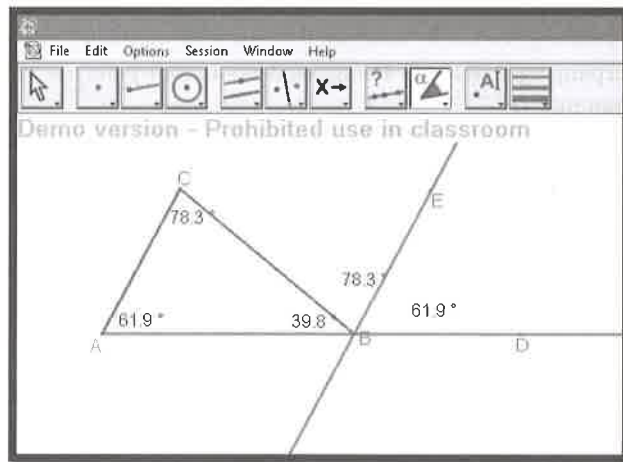 File Edit Options Session Window Help
? α A
X→
Demo version - Prohibited use in classroom
C
78.3°
E
78.3°
61.9° 39.8 61.9°
A B D